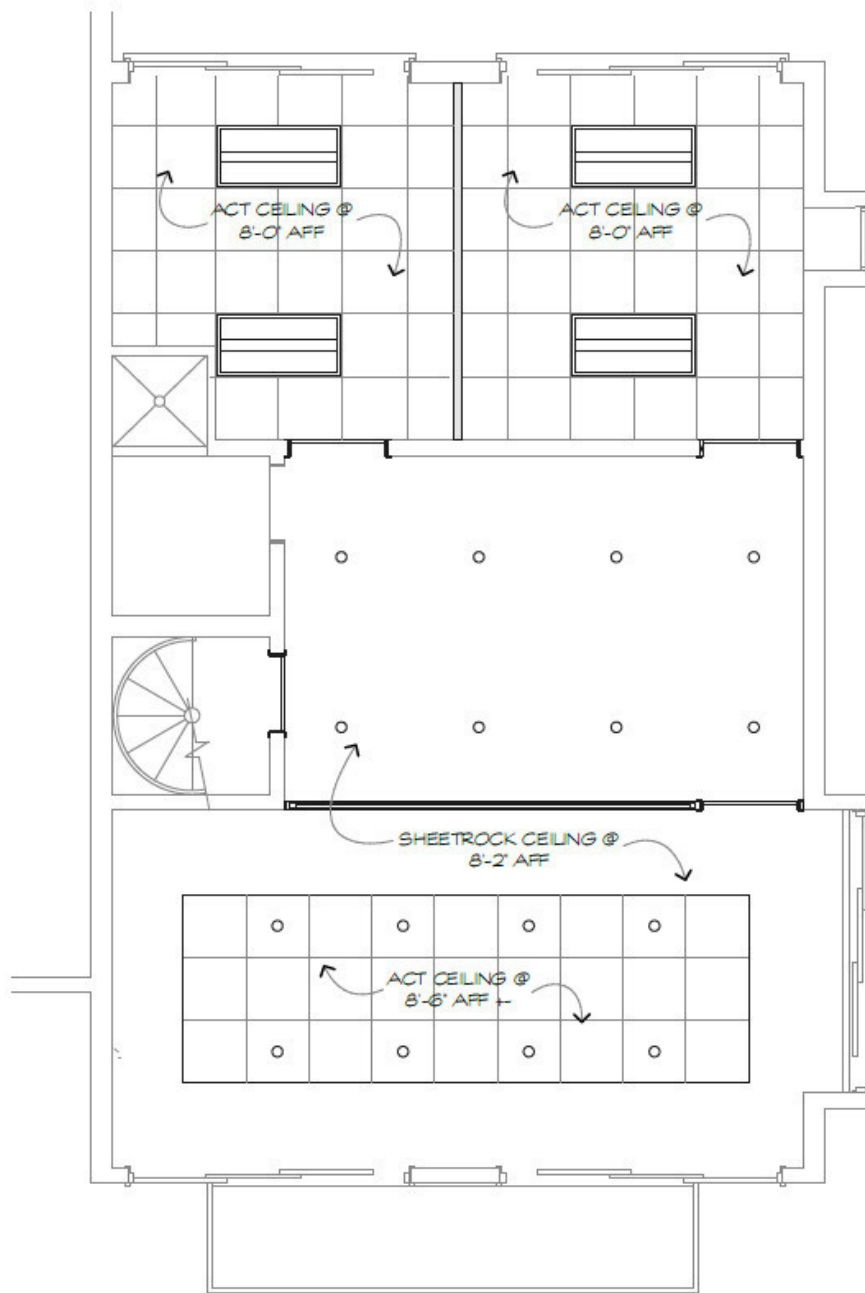 ACT CEILING @
8'-0" AFF
ACT CEILING @
8'-0" AFF
SHEETROCK CEILING @
8'-2" AFF
ACT CEILING @
8'-6" AFF +-